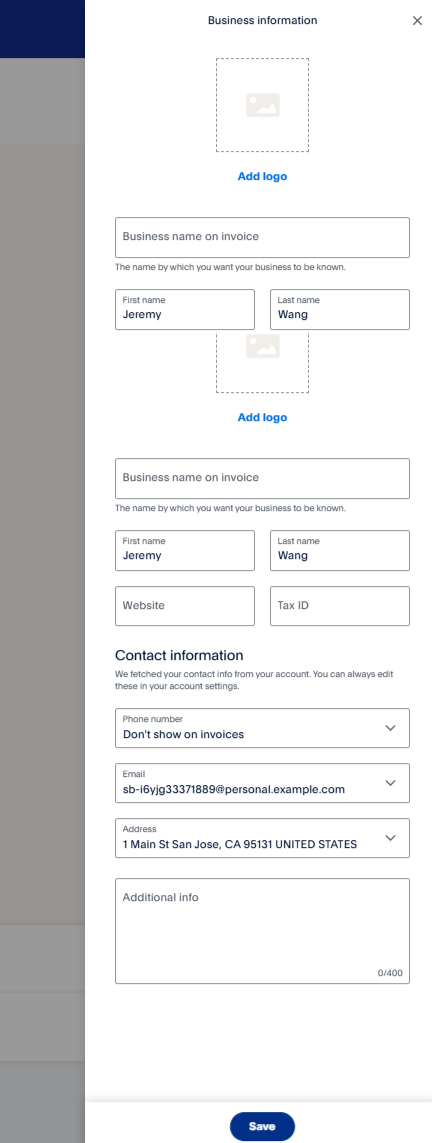 Business information
Add logo
Business name on invoice
The name by which you want your business to be known.
First name
Last name
Jeremy
Wang
Add logo
Business name on invoice
The name by which you want your business to be known.
First name
Last name
Jeremy
Wang
Website
Tax ID
Contact information
We fetched your contact info from your account. You can always edit
these in your account settings.
Phone number
Don't show on invoices
Email
sb-i6yjg33371889@personal.example.com
Address
1 Main St San Jose, CA 95131 UNITED STATES
Additional info
0/400
Save